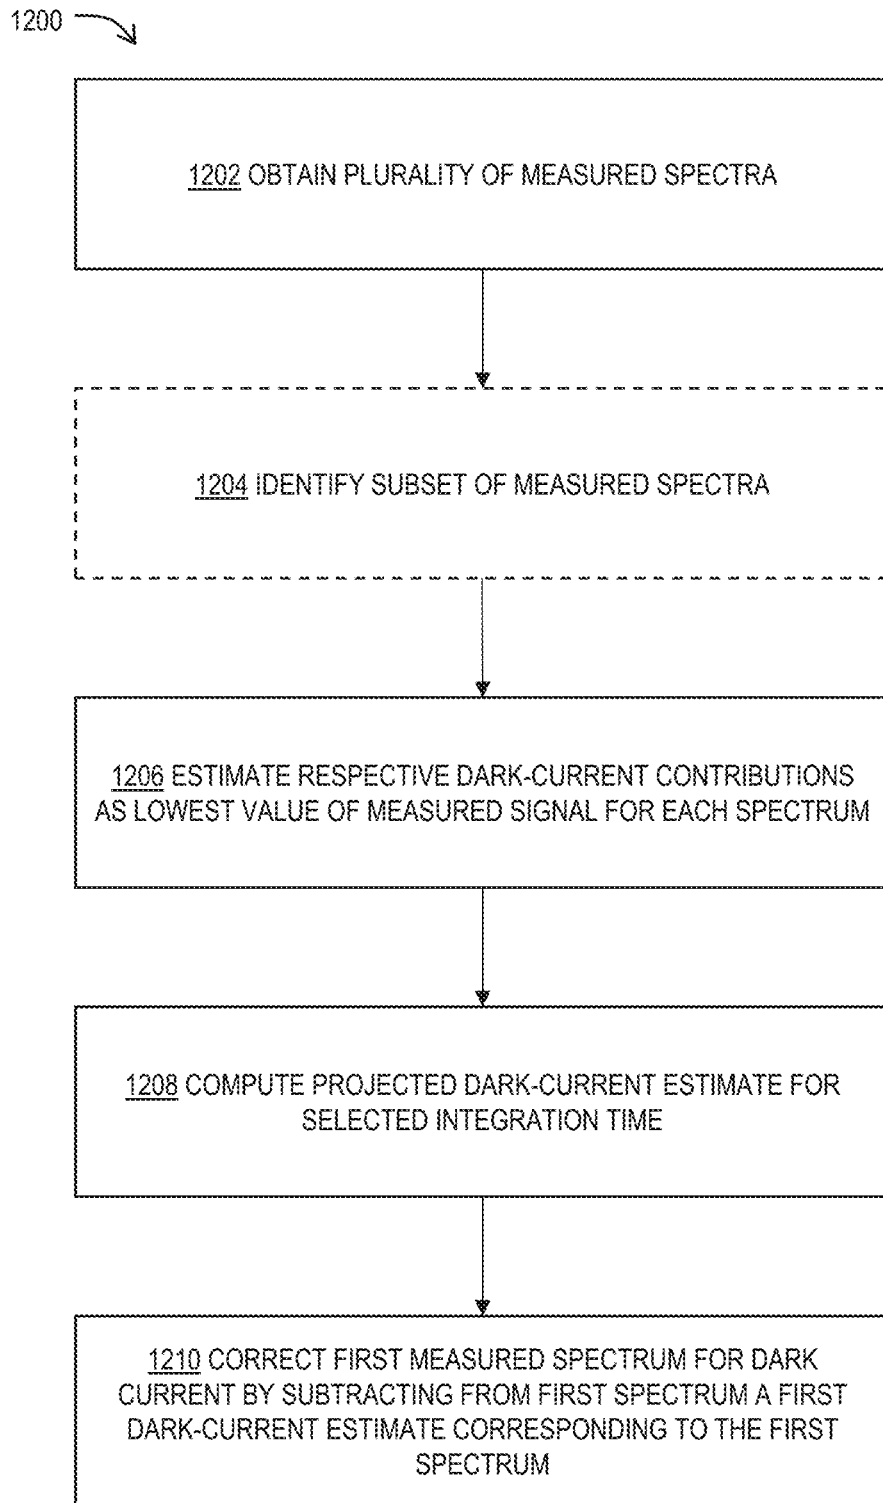 1200
1202 OBTAIN PLURALITY OF MEASURED SPECTRA
1204 IDENTIFY SUBSET OF MEASURED SPECTRA
1206 ESTIMATE RESPECTIVE DARK-CURRENT CONTRIBUTIONS
AS LOWEST VALUE OF MEASURED SIGNAL FOR EACH SPECTRUM
1208 COMPUTE PROJECTED DARK-CURRENT ESTIMATE FOR
SELECTED INTEGRATION TIME
1210 CORRECT FIRST MEASURED SPECTRUM FOR DARK
CURRENT BY SUBTRACTING FROM FIRST SPECTRUM A FIRST
DARK-CURRENT ESTIMATE CORRESPONDING TO THE FIRST
SPECTRUM